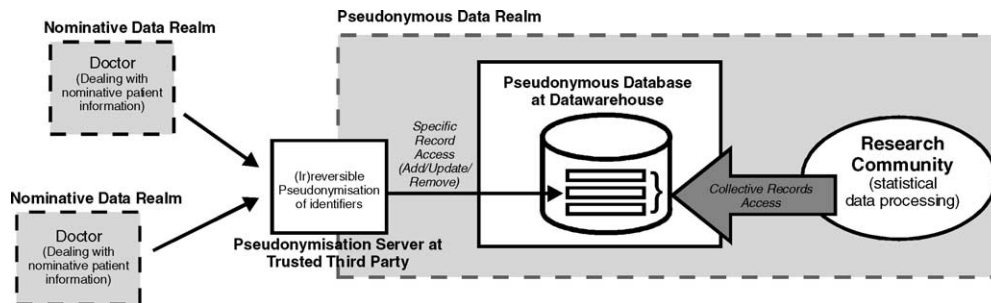 Nominative Data Realm
Doctor
(Dealing with
nominative patient
information)
Nominative Data Realm
Doctor
(Dealing with
nominative patient
information)
(Ir)reversible
Pseudonymisation
of identifiers
Pseudonymisation Server at
Trusted Third Party
Pseudonymous Data Realm
Specific
Record
Access
(Add/Update/
Remove)
Pseudonymous Database
at Datawarehouse
Collective Records
Access
Research
Community
(statistical
data processing)